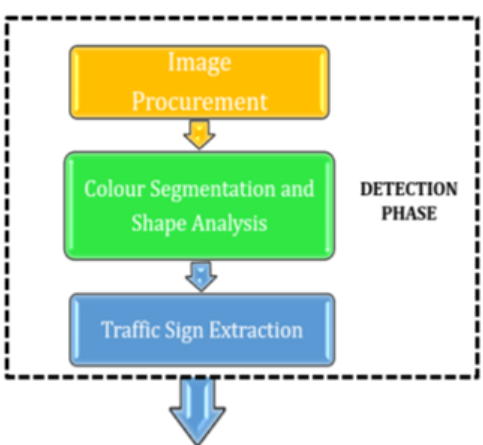 Image
Procurement
Colour Segmentation and
Shape Analysis
DETECTION
PHASE
Traffic Sign Extraction